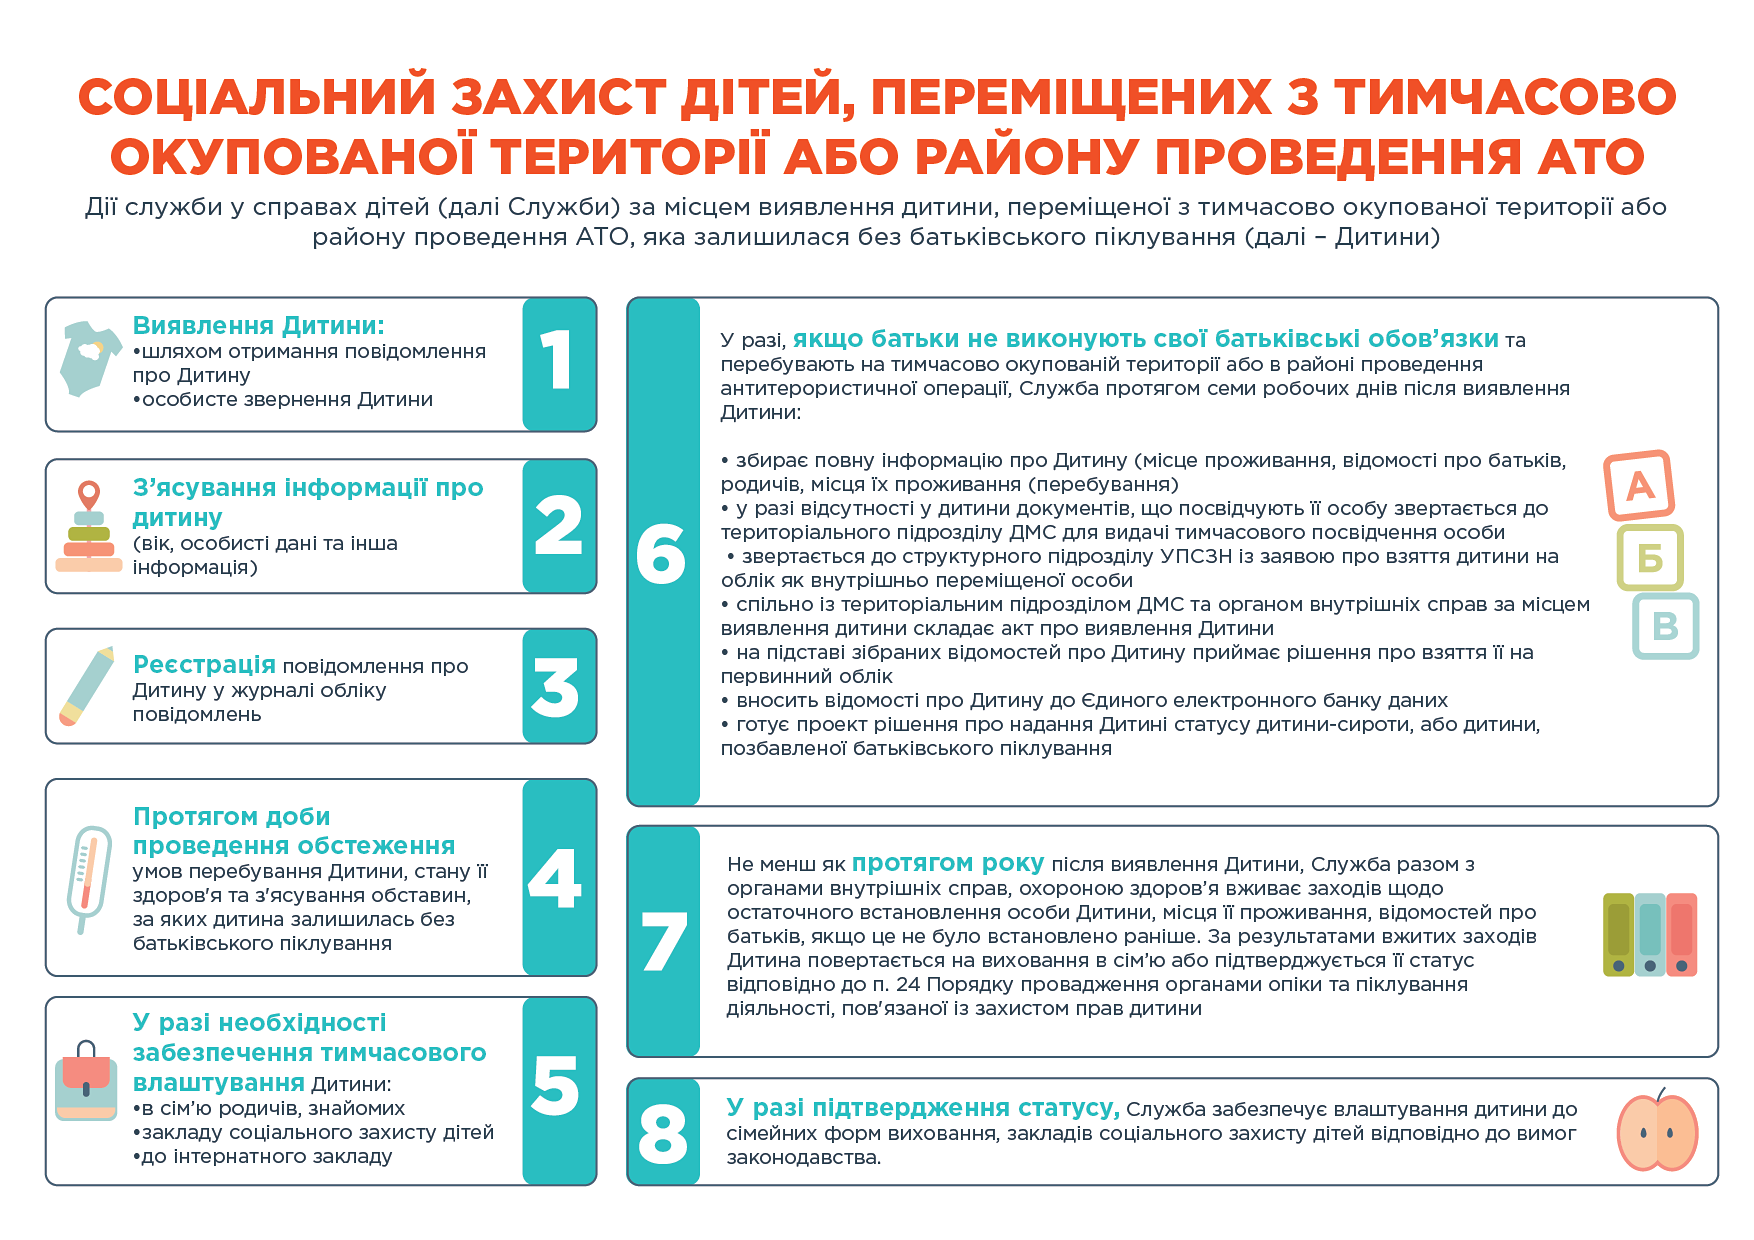 СОЦІАЛЬНИЙ ЗАХИСТ ДІТЕЙ, ПЕРЕМІЩЕНИХ З ТИМЧАСОВО
ОКУПОВАНОЇ ТЕРИТОРІЇ АБО РАЙОНУ ПРОВЕДЕННЯ АТО
Дії служби у справах дітей (далі Служби) за місцем виявлення дитини, переміщеної з тимчасово окупованої території або
району проведення АТО, яка залишилася без батьківського піклування (далі – Дитини)
Виявлення Дитини:
•шляхом отримання повідомлення
про Дитину
•особисте звернення Дитини
1
З’ясування інформації про
дитину
(вік, особисті дані та інша
інформація)
2
Реєстрація повідомлення про
Дитину у журналі обліку
повідомлень
3
Протягом доби
проведення обстеження
умов перебування Дитини, стану її
здоров'я та з'ясування обставин,
за яких дитина залишилась без
батьківського піклування
4
У разі необхідності
забезпечення тимчасового
влаштування Дитини:
•в сім’ю родичів, знайомих
•закладу соціального захисту дітей
•до інтернатного закладу
5
6
У разі, якщо батьки не виконують свої батьківські обов’язки та
перебувають на тимчасово окупованій території або в районі проведення
антитерористичної операції, Служба протягом семи робочих днів після виявлення
Дитини:
• збирає повну інформацію про Дитину (місце проживання, відомості про батьків,
родичів, місця їх проживання (перебування)
• у разі відсутності у дитини документів, що посвідчують її особу звертається до
територіального підрозділу ДМС для видачі тимчасового посвідчення особи
• звертається до структурного підрозділу УПСЗН із заявою про взяття дитини на
облік як внутрішньо переміщеної особи
• спільно із територіальним підрозділом ДМС та органом внутрішніх справ за місцем
виявлення дитини складає акт про виявлення Дитини
• на підставі зібраних відомостей про Дитину приймає рішення про взяття її на
первинний облік
• вносить відомості про Дитину до Єдиного електронного банку даних
• готує проект рішення про надання Дитині статусу дитини-сироти, або дитини,
позбавленої батьківського піклування
А
Б
В
7
Не менш як протягом року після виявлення Дитини, Служба разом з
органами внутрішніх справ, охороною здоров’я вживає заходів щодо
остаточного встановлення особи Дитини, місця її проживання, відомостей про
батьків, якщо це не було встановлено раніше. За результатами вжитих заходів
Дитина повертається на виховання в сім’ю або підтверджується її статус
відповідно до п. 24 Порядку провадження органами опіки та піклування
діяльності, пов'язаної із захистом прав дитини
8
У разі підтвердження статусу, Служба забезпечує влаштування дитини до
сімейних форм виховання, закладів соціального захисту дітей відповідно до вимог
законодавства.